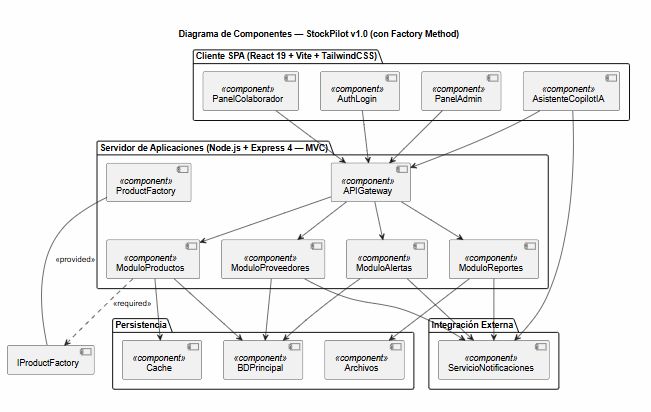 Diagrama de Componentes — StockPilot v1.0 (con Factory Method)
Cliente SPA (React 19 + Vite + TailwindCSS)
«component»
PanelColaborador
«component»
AuthLogin
«component»
PanelAdmin
«component»
AsistenteCopilotIA
Servidor de Aplicaciones (Node.js + Express 4 — MVC)
«component»
ProductFactory
«component»
APIGateway
«provided»
«component»
ModuloProductos
«component»
ModuloProveedores
«component»
ModuloAlertas
«component»
ModuloReportes
«required»
Persistencia
Integración Externa
IProductFactory
«component»
Cache
«component»
BDPrincipal
«component»
Archivos
«component»
ServicioNotificaciones